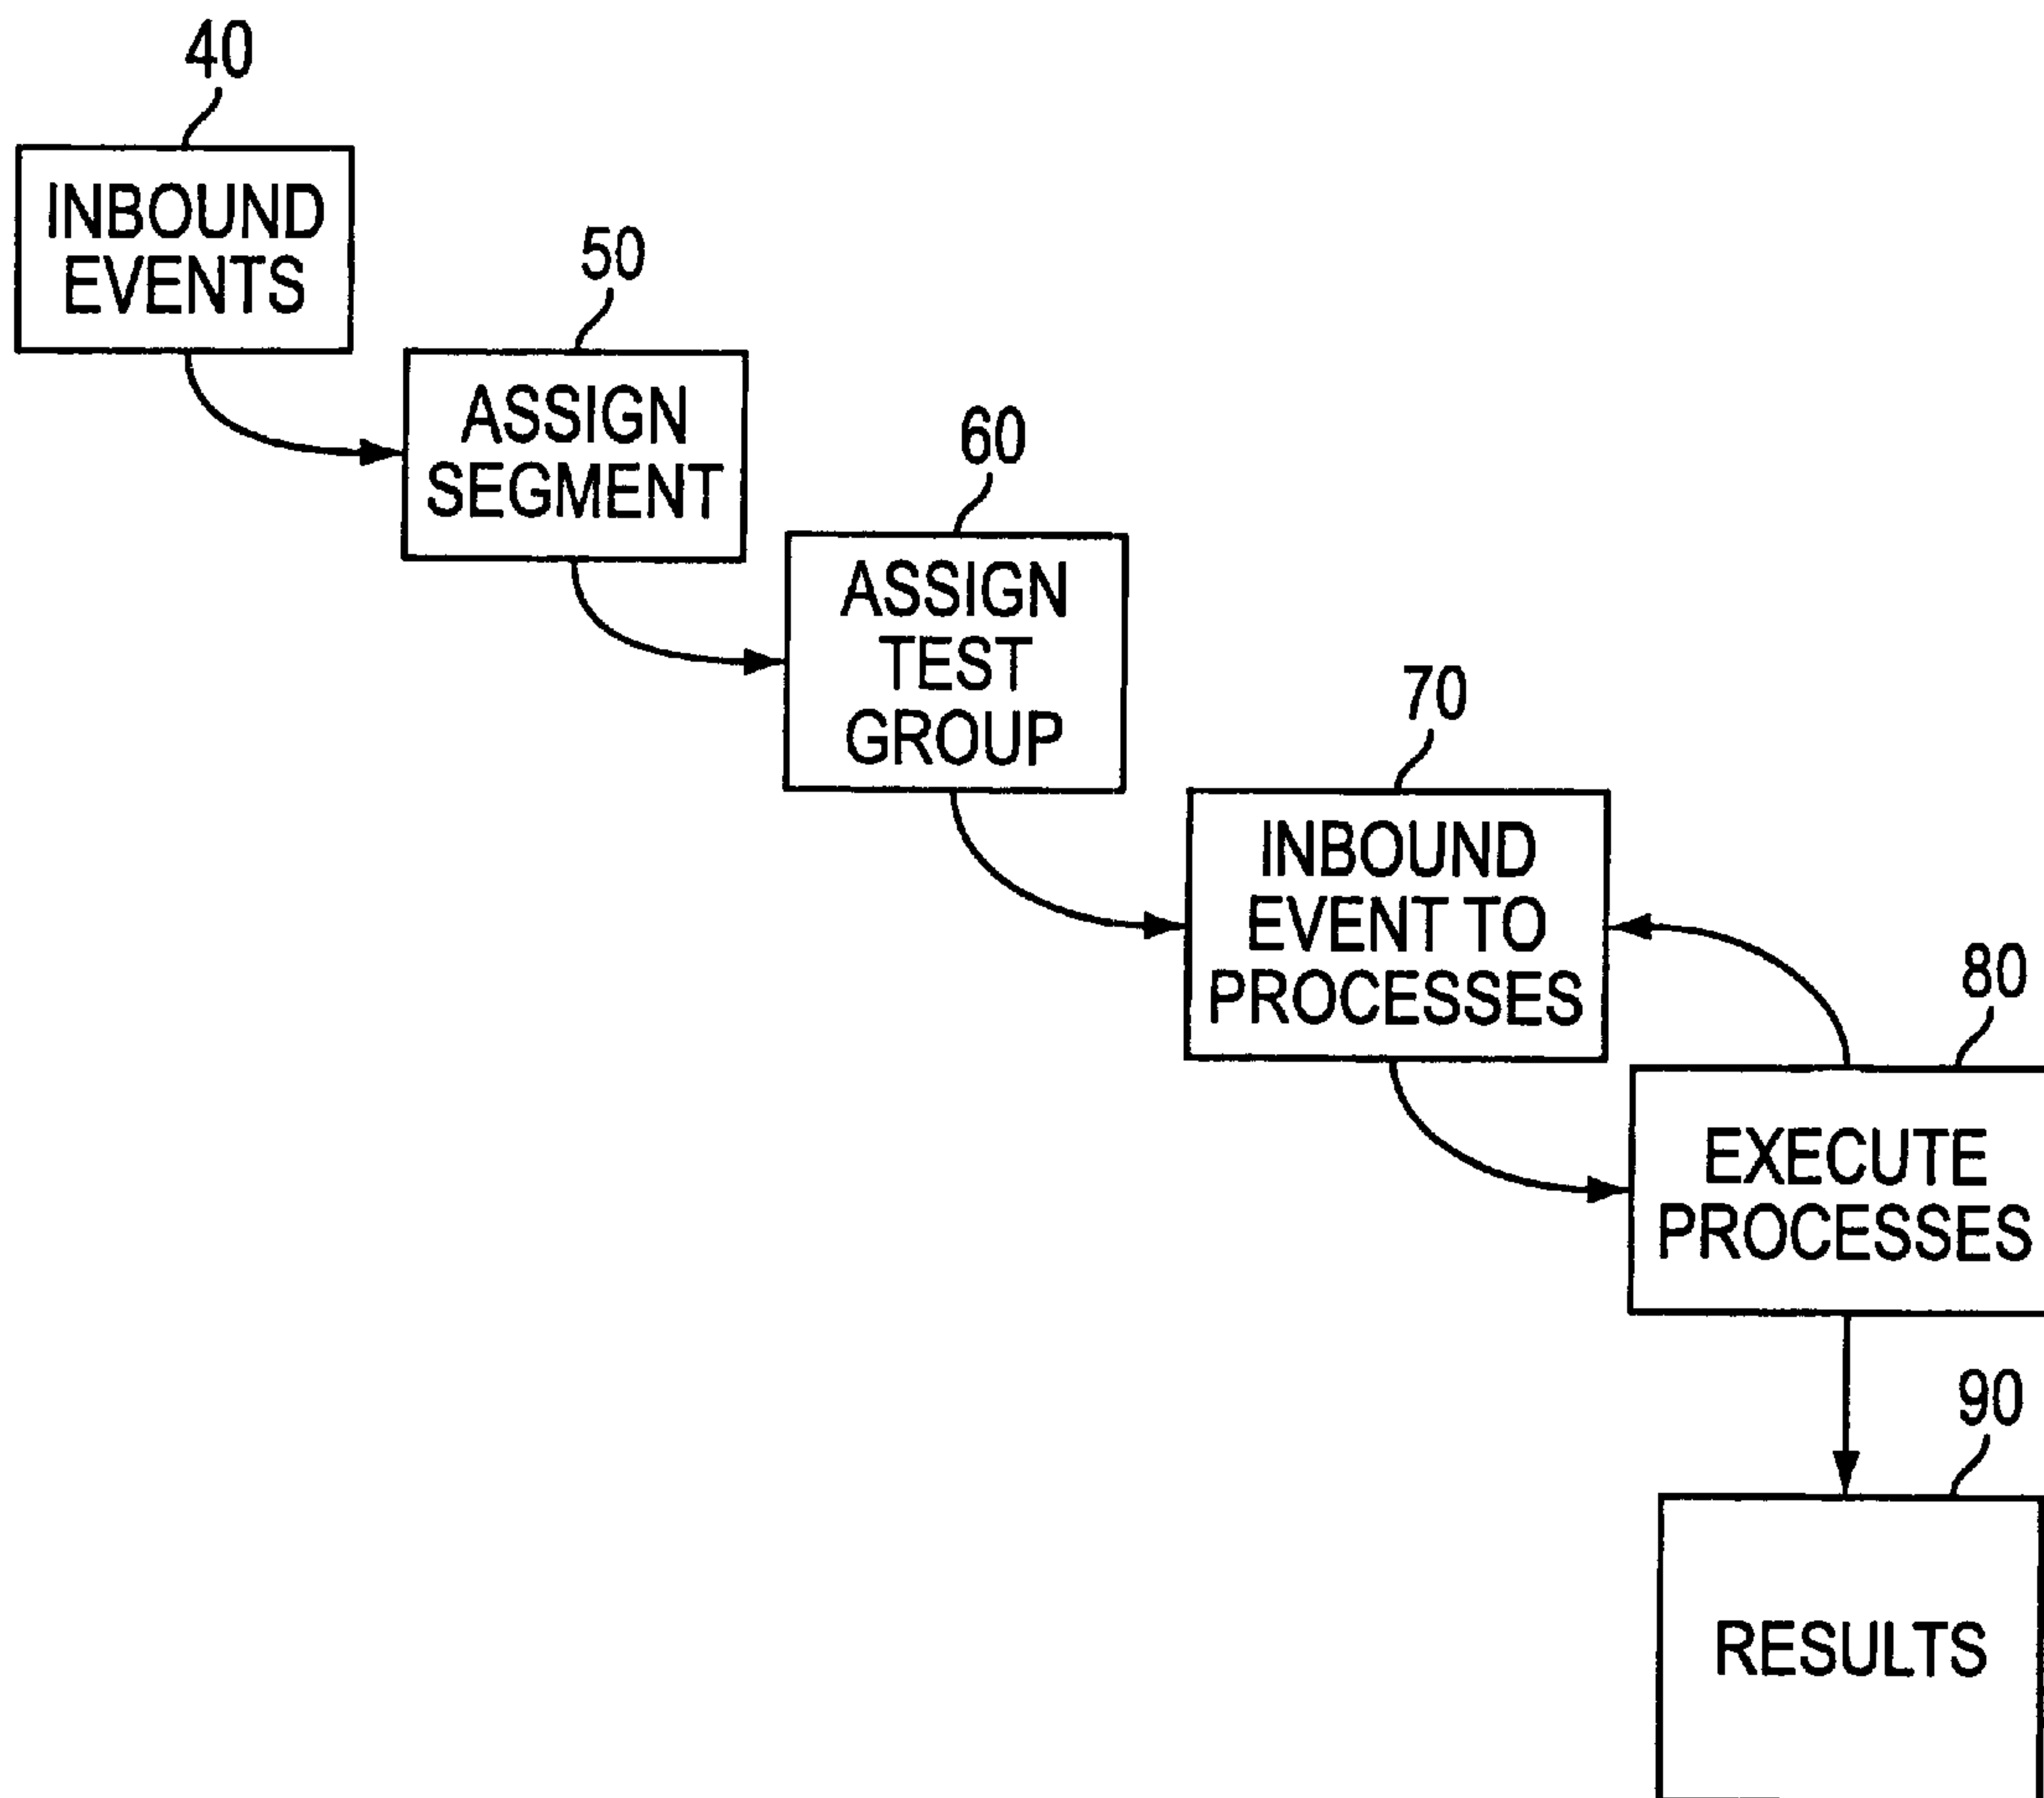 40
INBOUND
EVENTS
50
ASSIGN
SEGMENT
60
ASSIGN
TEST
GROUP
70
INBOUND
EVENT TO
PROCESSES
80
EXECUTE
PROCESSES
90
RESULTS